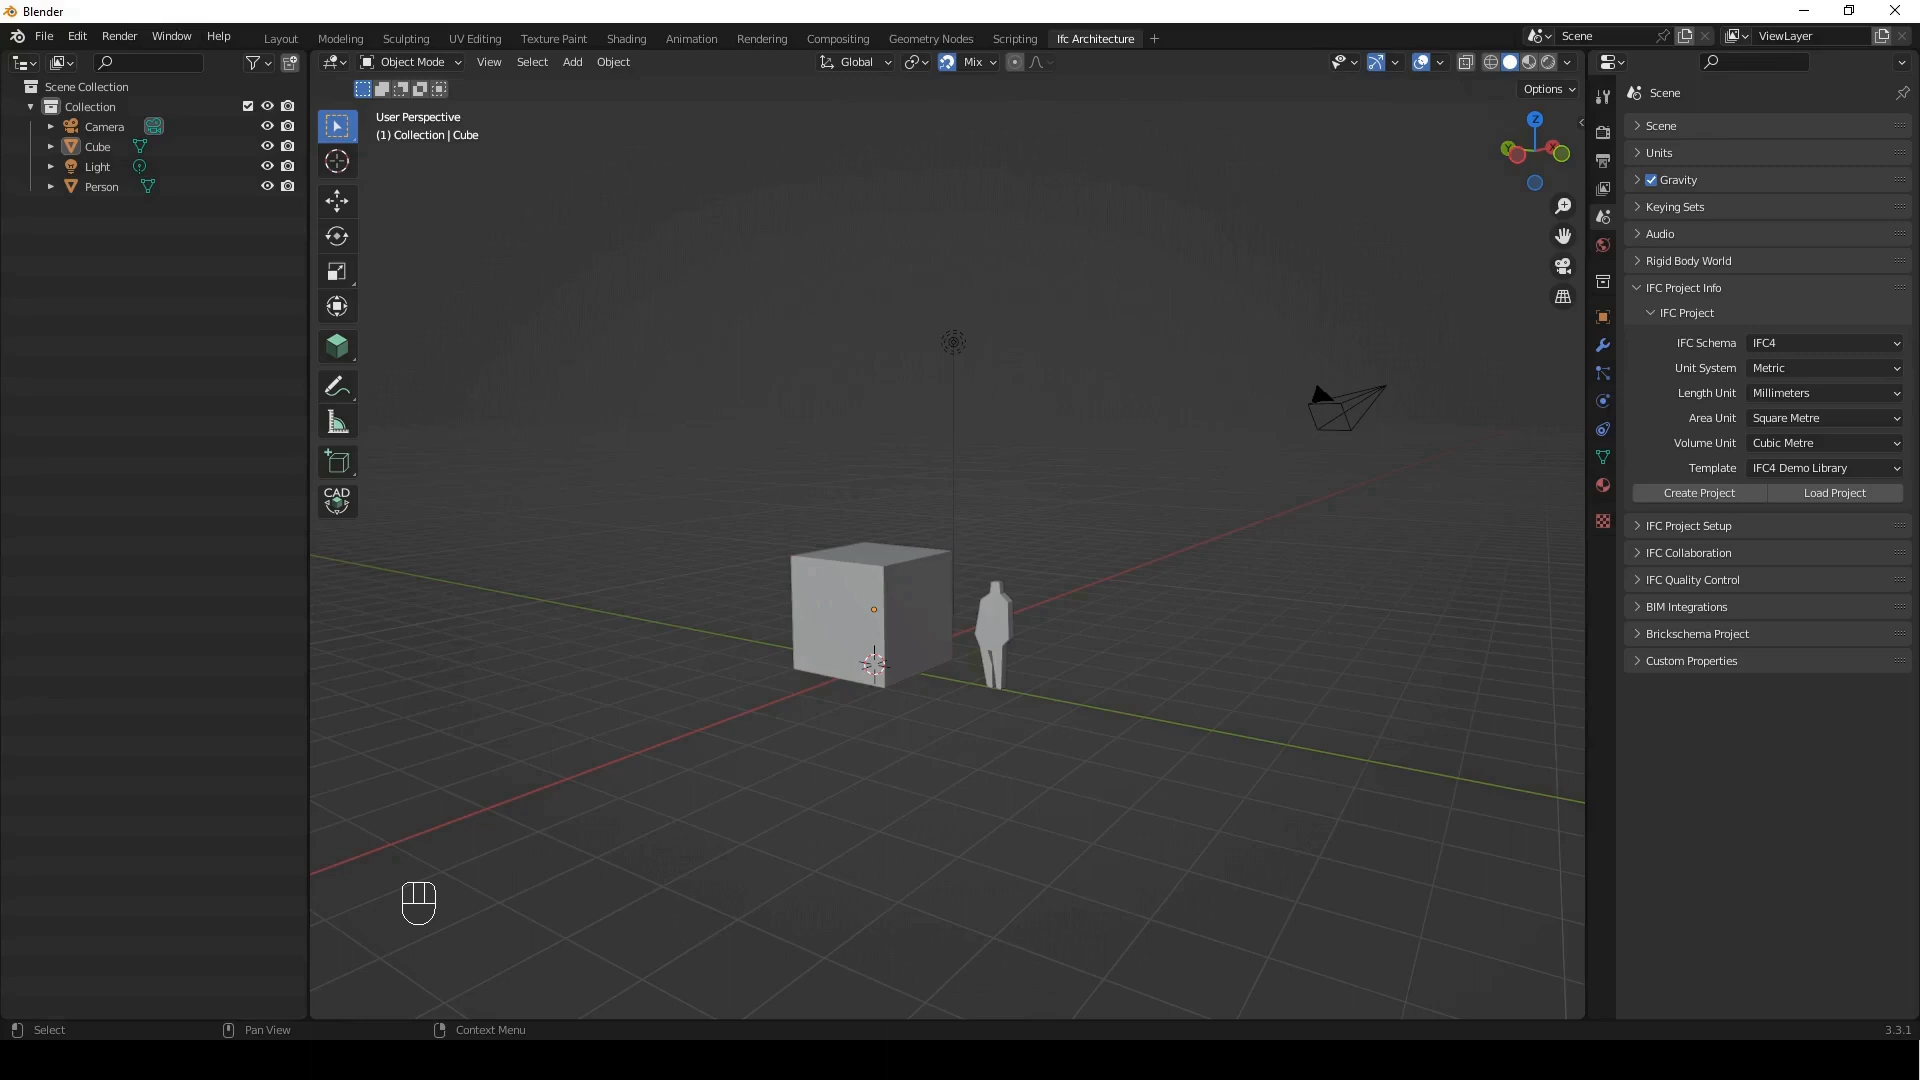 Blender
File Edit Render Window Help Layout Modeling Sculpting UV Editing Texture Paint Shading Animation Rendering Compositing Geometry Nodes Scripting Ifc Architecture + Scene ViewLayer
Object Mode View Select Add Object Global Mix
Options
Scene Collection
Collection
Camera
Cube
Light
Person
User Perspective
(1) Collection | Cube
Z
Y
X
CAD
Scene
Scene
Units
Gravity
Keying Sets
Audio
Rigid Body World
IFC Project Info
IFC Project
IFC Schema IFC4
Unit System Metric
Length Unit Millimeters
Area Unit Square Metre
Volume Unit Cubic Metre
Template IFC4 Demo Library
Create Project Load Project
IFC Project Setup
IFC Collaboration
IFC Quality Control
BIM Integrations
Brickschema Project
Custom Properties
Select Pan View Context Menu 3.3.1